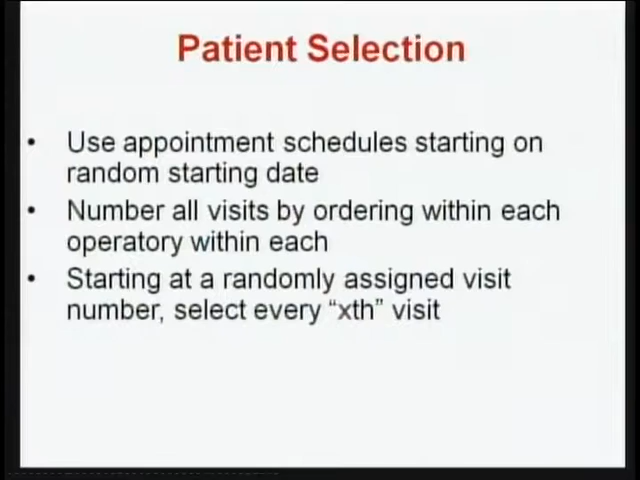 Patient Selection
• Use appointment schedules starting on
random starting date
• Number all visits by ordering within each
operatory within each
• Starting at a randomly assigned visit
number, select every “xth” visit